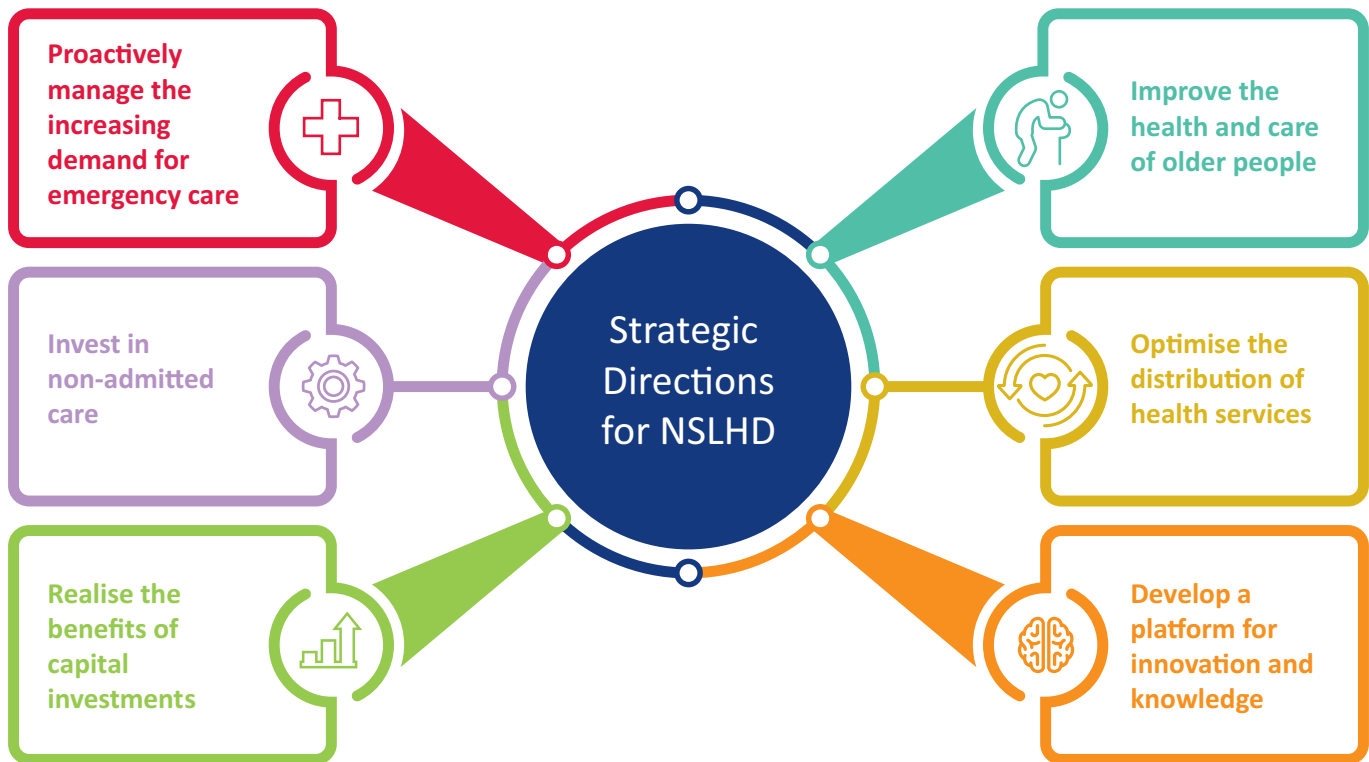 Proactively
manage the
increasing
demand for
emergency care
Invest in
non-admitted
care
Realise the
benefits of
capital
investments
Strategic
Directions
for NSLHD
Improve the
health and care
of older people
Optimise the
distribution of
health services
Develop a
platform for
innovation and
knowledge